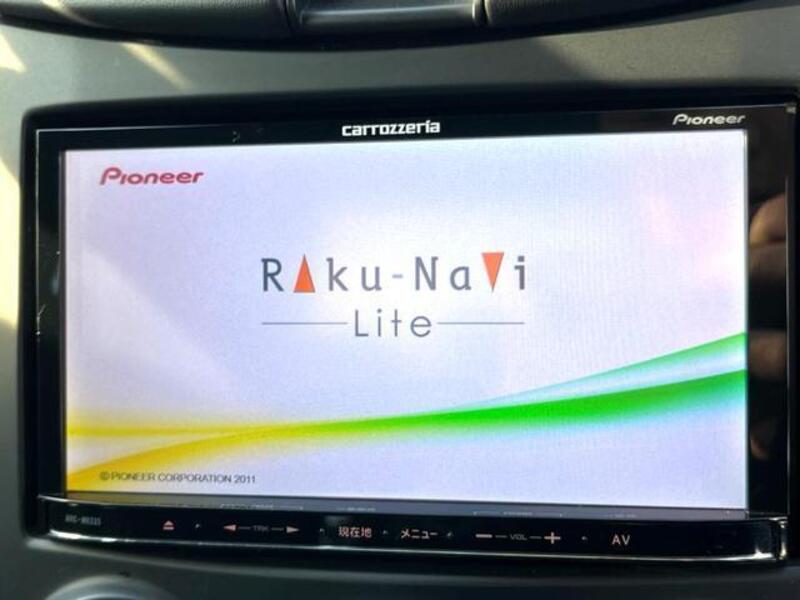 carrozzeria
Pioneer
Pioneer
Raku-Navi
Lite
© PIONEER CORPORATION 2011
TRK
現在地
メニュー
VOL
AV